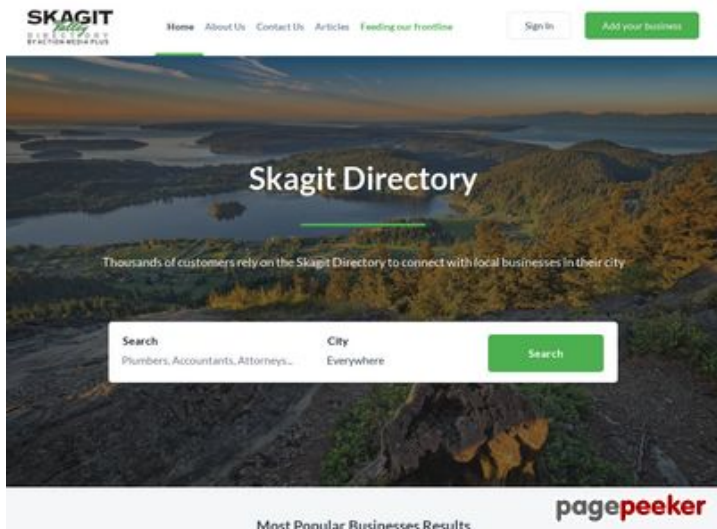 SKAGIT
Valley
DIRECTORY
BY ACTION MEDIA PLUS
Home About Us Contact Us Articles Feeding our frontline
Sign In
Add your business
Skagit Directory
Thousands of customers rely on the Skagit Directory to connect with local businesses in their city
Search
Plumbers, Accountants, Attorneys...
City
Everywhere
Search
Most Popular Businesses Results
pagepeeker